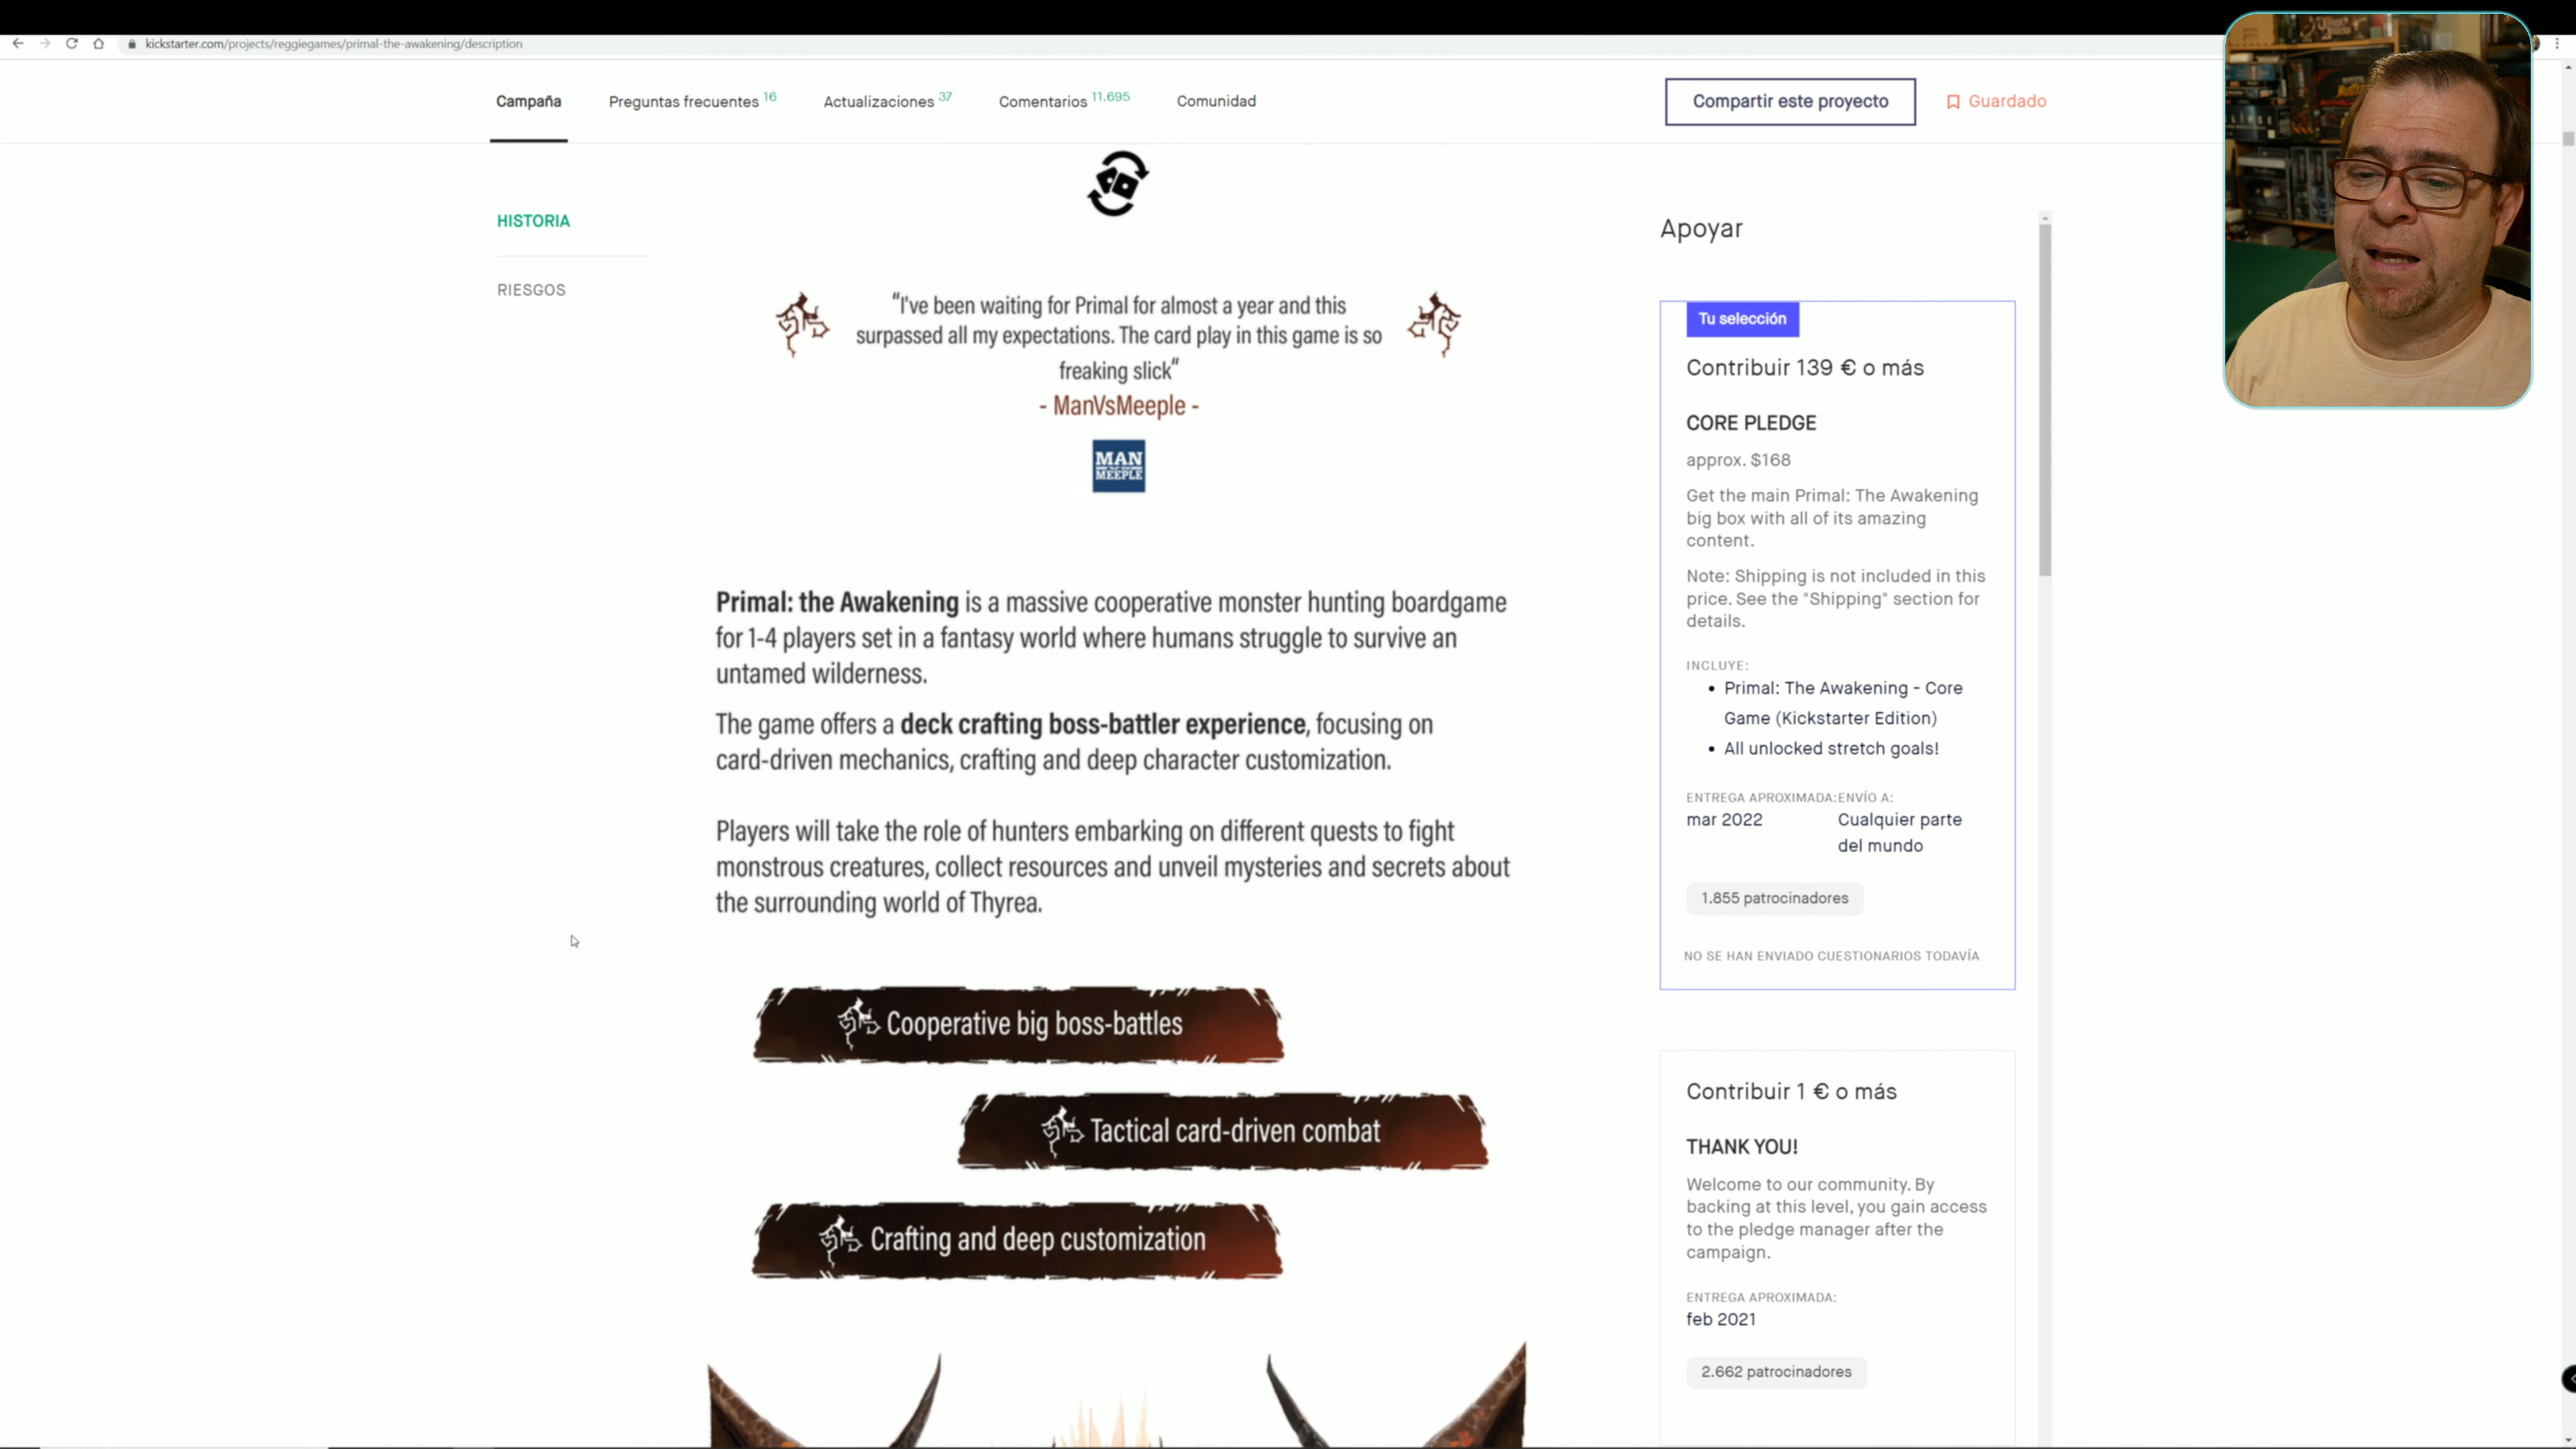 kickstarter.com/projects/reggiegames/primal-the-awakening/description
Campaña
Preguntas frecuentes 16
Actualizaciones 37
Comentarios 11.695
Comunidad
Compartir este proyecto
Guardado
HISTORIA
RIESGOS
“I've been waiting for Primal for almost a year and this
surpassed all my expectations. The card play in this game is so
freaking slick“
- ManVsMeeple -
MAN
MEEPLE
Primal: the Awakening is a massive cooperative monster hunting boardgame
for 1-4 players set in a fantasy world where humans struggle to survive an
untamed wilderness.
The game offers a deck crafting boss-battler experience, focusing on
card-driven mechanics, crafting and deep character customization.
Players will take the role of hunters embarking on different quests to fight
monstrous creatures, collect resources and unveil mysteries and secrets about
the surrounding world of Thyrea.
Cooperative big boss-battles
Tactical card-driven combat
Crafting and deep customization
Apoyar
Tu selección
Contribuir 139 € o más
CORE PLEDGE
approx. $168
Get the main Primal: The Awakening
big box with all of its amazing
content.
Note: Shipping is not included in this
price. See the "Shipping" section for
details.
INCLUYE:
• Primal: The Awakening - Core
Game (Kickstarter Edition)
• All unlocked stretch goals!
ENTREGA APROXIMADA: ENVÍO A:
mar 2022 Cualquier parte
del mundo
1.855 patrocinadores
NO SE HAN ENVIADO CUESTIONARIOS TODAVÍA
Contribuir 1 € o más
THANK YOU!
Welcome to our community. By
backing at this level, you gain access
to the pledge manager after the
campaign.
ENTREGA APROXIMADA:
feb 2021
2.662 patrocinadores